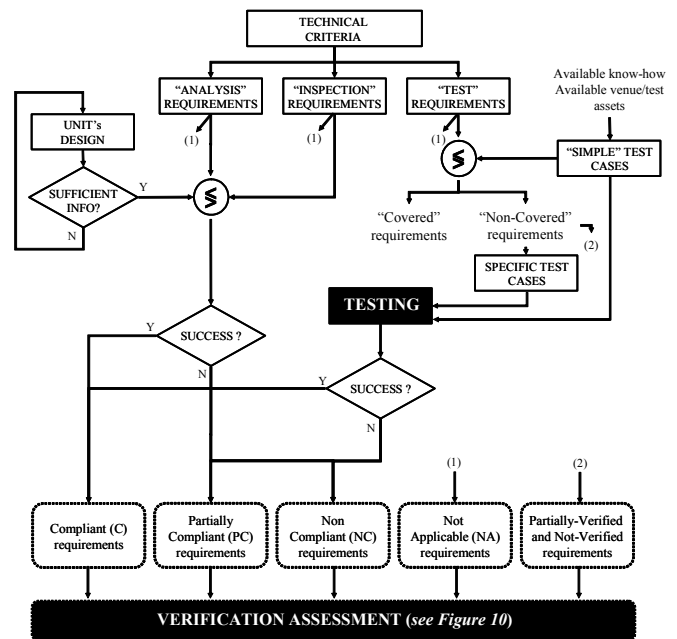 TECHNICAL
CRITERIA
"ANALYSIS"
REQUIREMENTS
"INSPECTION"
REQUIREMENTS
"TEST"
REQUIREMENTS
Available know-how
Available venue/test
assets
(1)
(1)
(1)
UNIT's
DESIGN
"SIMPLE" TEST
CASES
SUFFICIENT
INFO?
Y
N
"Covered"
requirements
"Non-Covered"
requirements
(2)
SPECIFIC TEST
CASES
TESTING
Y
SUCCESS ?
N
Y
SUCCESS ?
N
(1)
(2)
Compliant (C)
requirements
Partially
Compliant (PC)
requirements
Non
Compliant (NC)
requirements
Not
Applicable (NA)
requirements
Partially-Verified
and Not-Verified
requirements
VERIFICATION ASSESSMENT (see Figure 10)